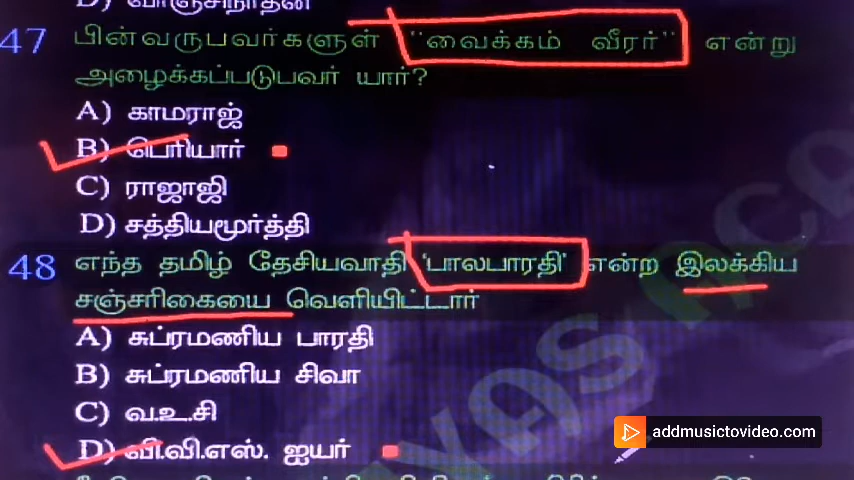 D) வாஞ்சிநாதன்
47 பின்வருபவர்களுள் "வைக்கம் வீரர்" என்று
அழைக்கப்படுபவர் யார்?
A) காமராஜ்
B) பெரியார்
C) ராஜாஜி
D) சத்தியமூர்த்தி
48 எந்த தமிழ் தேசியவாதி 'பாலபாரதி' என்ற இலக்கிய
சஞ்சரிகையை வெளியிட்டார்
A) சுப்ரமணிய பாரதி
B) சுப்ரமணிய சிவா
C) வ.உ.சி
D) வி.வி.எஸ். ஐயர்
addmusictovideo.com